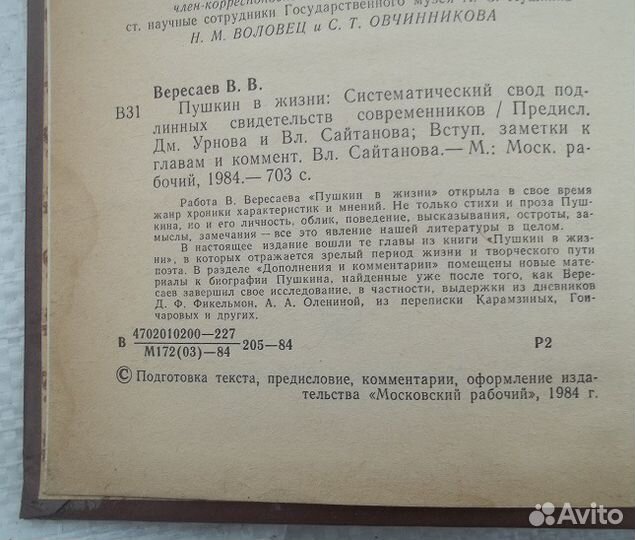 член-корреспондент
ст. научные сотрудники Государственного музея А. С. Пушкина
Н. М. ВОЛОВЕЦ и С. Т. ОВЧИННИКОВА
Вересаев В. В.
В31 Пушкин в жизни: Систематический свод под-
линных свидетельств современников / Предисл.
Дм. Урнова и Вл. Сайтанова; Вступ. заметки к
главам и коммент. Вл. Сайтанова.— М.: Моск. ра-
бочий, 1984.— 703 с.
Работа В. Вересаева «Пушкин в жизни» открыла в свое время
жанр хроники характеристик и мнений. Не только стихи и проза Пуш-
кина, но и его личность, облик, поведение, высказывания, остроты, за-
мыслы, замечания — все это явление нашей литературы в целом.
В настоящее издание вошли те главы из книги «Пушкин в жиз-
ни», в которых отражается зрелый период жизни и творческого пути
поэта. В разделе «Дополнения и комментарии» помещены новые мате-
риалы к биографии Пушкина, найденные уже после того, как Вере-
саев завершил свое исследование, в частности, выдержки из дневников
Д. Ф. Фикельмон, А. А. Олениной, из переписки Карамзиных, Гон-
чаровых и других.
В 4702010200—227
М172(03)—84 205—84 Р2
© Подготовка текста, предисловие, комментарии, оформление изда-
тельства «Московский рабочий», 1984 г.
Avito